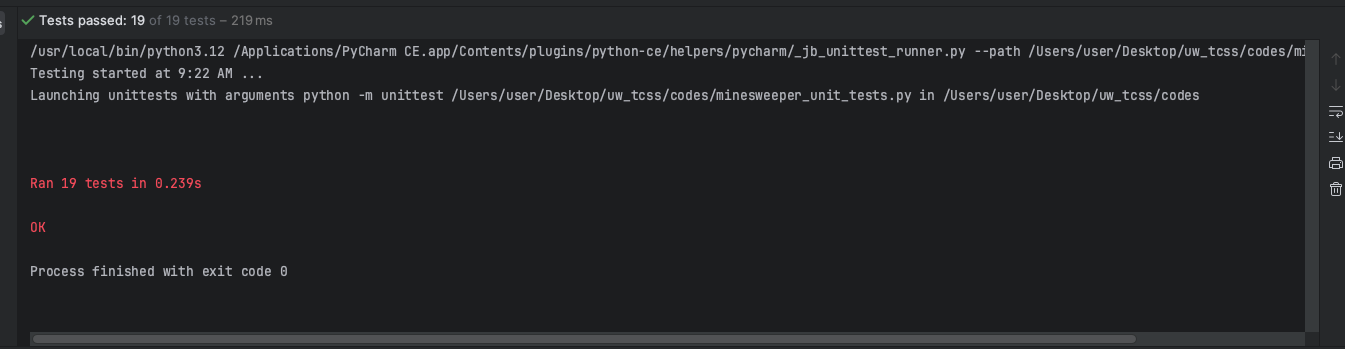 Tests passed: 19 of 19 tests – 219 ms
/usr/local/bin/python3.12 /Applications/PyCharm CE.app/Contents/plugins/python-ce/helpers/pycharm/_jb_unittest_runner.py --path /Users/user/Desktop/uw_tcss/codes/mi
Testing started at 9:22 AM ...
Launching unittests with arguments python -m unittest /Users/user/Desktop/uw_tcss/codes/minesweeper_unit_tests.py in /Users/user/Desktop/uw_tcss/codes
Ran 19 tests in 0.239s
OK
Process finished with exit code 0